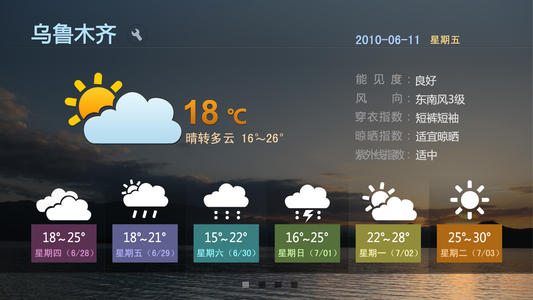 乌鲁木齐
2010-06-11 星期五
18℃
晴转多云 16°~26°
能见度：良好
风向：东南风3级
穿衣指数：短裤短袖
晾晒指数：适宜晾晒
紫外线指数：适中
18°~25° 18°~21° 15~22° 16~25° 22°~28° 25°~30°
星期四（6/28） 星期五（6/29） 星期六（6/30） 星期日（7/01） 星期一（7/02） 星期二（7/03）